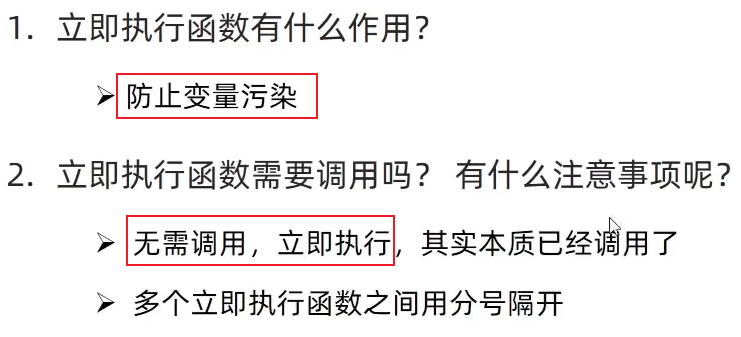 1. 立即执行函数有什么作用?
➢ 防止变量污染
2. 立即执行函数需要调用吗? 有什么注意事项呢?
➢ 无需调用，立即执行，其实本质已经调用了
➢ 多个立即执行函数之间用分号隔开